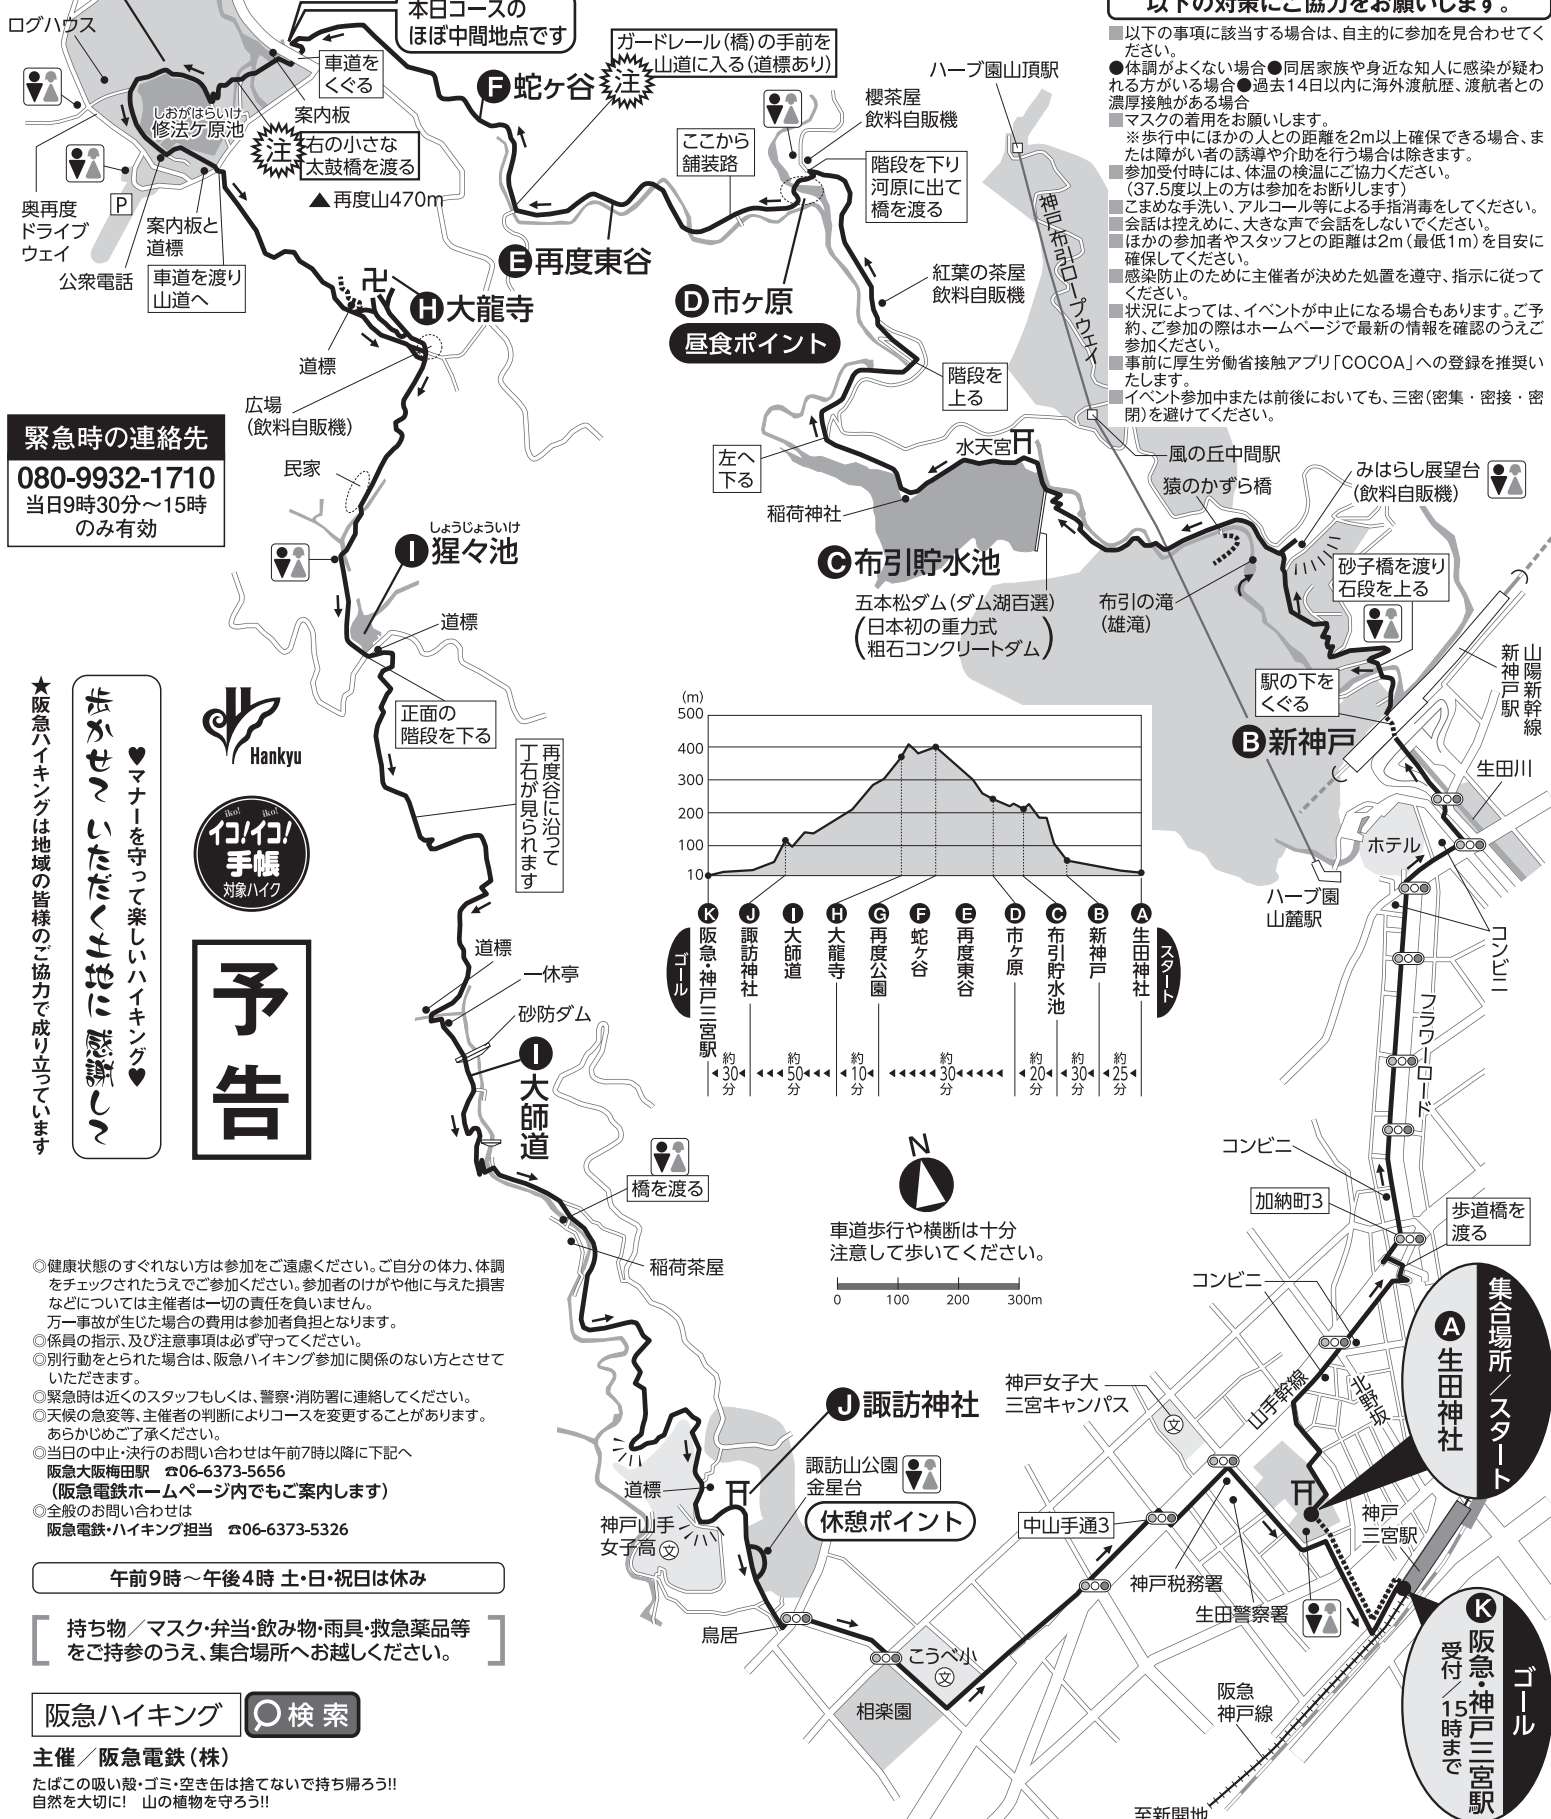 本日コースの
ほぼ中間地点です
以下の対策にご協力をお願いします。
■以下の事項に該当する場合は、自主的に参加を見合わせてく
ださい。
●体調がよくない場合●同居家族や身近な知人に感染が疑わ
れる方がいる場合●過去14日以内に海外渡航歴、渡航者との
濃厚接触がある場合
■マスクの着用をお願いします。
※歩行中にほかの人との距離を2m以上確保できる場合、ま
たは障がい者の誘導や介助を行う場合は除きます。
■参加受付時には、体温の検温にご協力ください。
(37.5度以上の方は参加をお断りします)
■こまめな手洗い、アルコール等による手指消毒をしてください。
■会話は控えめに、大きな声で会話をしないでください。
■ほかの参加者やスタッフとの距離は2m(最低1m)を目安に
確保してください。
■感染防止のために主催者が決めた処置を遵守、指示に従って
ください。
■状況によっては、イベントが中止になる場合もあります。ご予
約、ご参加の際はホームページで最新の情報を確認のうえご
参加ください。
■事前に厚生労働省接触アプリ「COCOA」への登録を推奨い
たします。
■イベント参加中または前後においても、三密(密集・密接・密
閉)を避けてください。
ログハウス
車道を
くぐる
案内板
しおがはらいけ
修法ケ原池
注
右の小さな
太鼓橋を渡る
▲再度山470m
奥再度
ドライブ
ウェイ
P
案内板と
道標
公衆電話
車道を渡り
山道へ
F 蛇ヶ谷
注
ガードレール(橋)の手前を
山道に入る(道標あり)
E 再度東谷
ここから
舗装路
櫻茶屋
飲料自販機
階段を下り
河原に出て
橋を渡る
D 市ヶ原
昼食ポイント
紅葉の茶屋
飲料自販機
ハーブ園山頂駅
神戸布引ロープウェイ
卍
H 大龍寺
道標
広場
(飲料自販機)
階段を
上る
左へ
下る
水天宮
稲荷神社
C 布引貯水池
五本松ダム(ダム湖百選)
(日本初の重力式
粗石コンクリートダム)
風の丘中間駅
猿のかずら橋
みはらし展望台
(飲料自販機)
布引の滝
(雄滝)
砂子橋を渡り
石段を上る
駅の下を
くぐる
B 新神戸
山陽新幹線
新神戸駅
生田川
ホテル
ハーブ園
山麓駅
コンビニ
フラワーロード
緊急時の連絡先
080-9932-1710
当日9時30分〜15時
のみ有効
民家
しょうじょういけ
I 猩々池
道標
正面の
階段を下る
再度谷に沿って
丁石が見られます
道標
一休亭
砂防ダム
I 大師道
橋を渡る
稲荷茶屋
★阪急ハイキングは地域の皆様のご協力で成り立っています
♥マナーを守って楽しいハイキング♥
歩かせていただく土地に感謝して
Hankyu
iko! iko!
イコ!イコ!
手帳
対象ハイク
予告
(m)
500
400
300
200
100
10
ゴール
K 阪急・神戸三宮駅
J 諏訪神社
I 大師道
H 大龍寺
G 再度公園
F 蛇ヶ谷
E 再度東谷
D 市ヶ原
C 布引貯水池
B 新神戸
A 生田神社
スタート
約30分
約50分
約10分
約30分
約20分
約30分
約25分
N
車道歩行や横断は十分
注意して歩いてください。
0 100 200 300m
コンビニ
加納町3
歩道橋を
渡る
コンビニ
集合場所/スタート
A 生田神社
山手幹線
北野坂
神戸女子大
三宮キャンパス
文
中山手通3
神戸税務署
生田警察署
神戸
三宮駅
ゴール
K 阪急・神戸三宮駅
受付/15時まで
阪急
神戸線
至新開地
J 諏訪神社
諏訪山公園
金星台
休憩ポイント
道標
神戸山手
女子高 文
鳥居
こうべ小
文
相楽園
◎健康状態のすぐれない方は参加をご遠慮ください。ご自分の体力、体調
をチェックされたうえでご参加ください。参加者のけがや他に与えた損害
などについては主催者は一切の責任を負いません。
万一事故が生じた場合の費用は参加者負担となります。
◎係員の指示、及び注意事項は必ず守ってください。
◎別行動をとられた場合は、阪急ハイキング参加に関係のない方とさせて
いただきます。
◎緊急時は近くのスタッフもしくは、警察・消防署に連絡してください。
◎天候の急変等、主催者の判断によりコースを変更することがあります。
あらかじめご了承ください。
◎当日の中止・決行のお問い合わせは午前7時以降に下記へ
阪急大阪梅田駅 ☎06-6373-5656
(阪急電鉄ホームページ内でもご案内します)
◎全般のお問い合わせは
阪急電鉄・ハイキング担当 ☎06-6373-5326
午前9時〜午後4時 土・日・祝日は休み
持ち物/マスク・弁当・飲み物・雨具・救急薬品等
をご持参のうえ、集合場所へお越しください。
阪急ハイキング 検索
主催/阪急電鉄(株)
たばこの吸い殻・ゴミ・空き缶は捨てないで持ち帰ろう!!
自然を大切に! 山の植物を守ろう!!